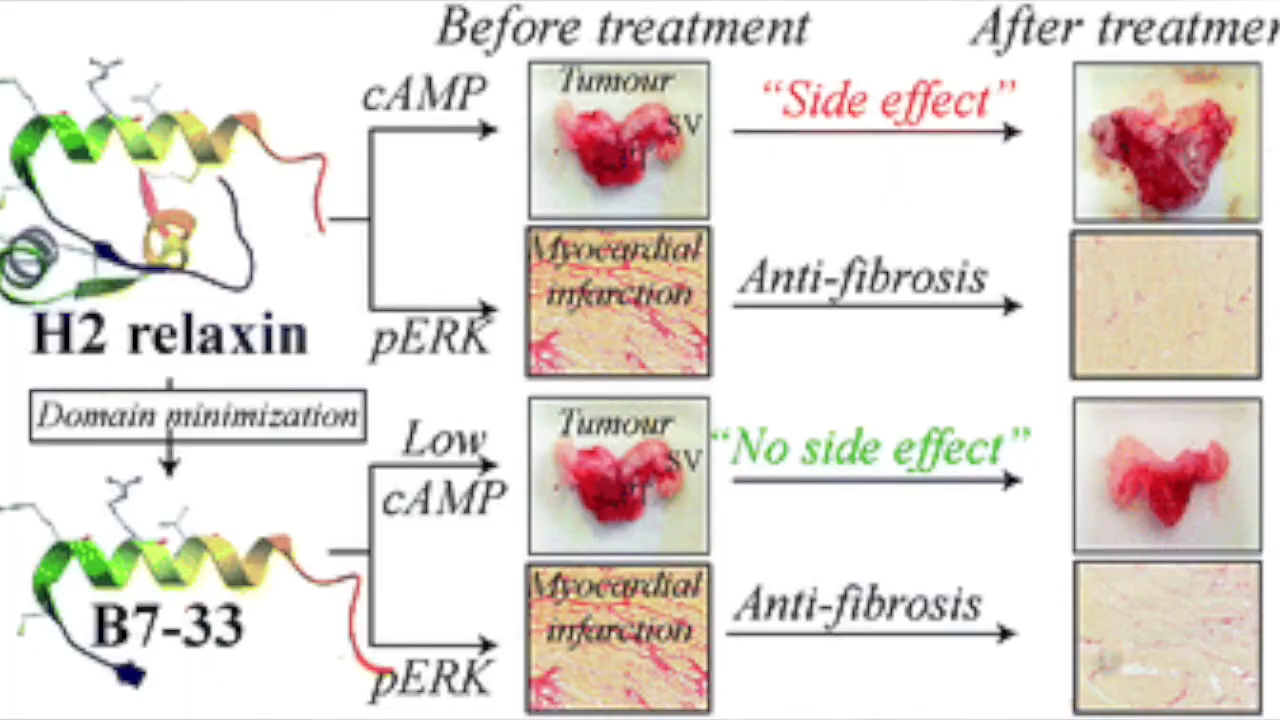 Before treatment
After treatmen
cAMP
Tumour
SV
“Side effect”
Myocardial
infarction
Anti-fibrosis
pERK
H2 relaxin
Domain minimization
Low
cAMP
Tumour
SV
“No side effect”
B7-33
Myocardial
infarction
Anti-fibrosis
pERK